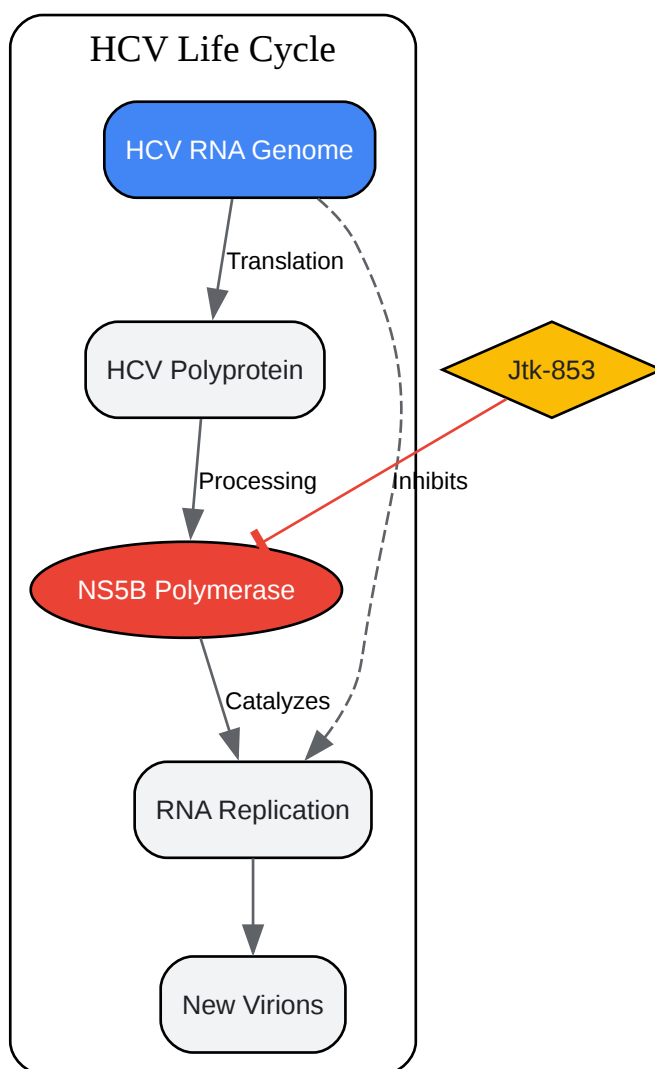 HCV Life Cycle
HCV RNA Genome
Translation
HCV Polyprotein
Jtk-853
Processing
Inhibits
NS5B Polymerase
Catalyzes
RNA Replication
New Virions